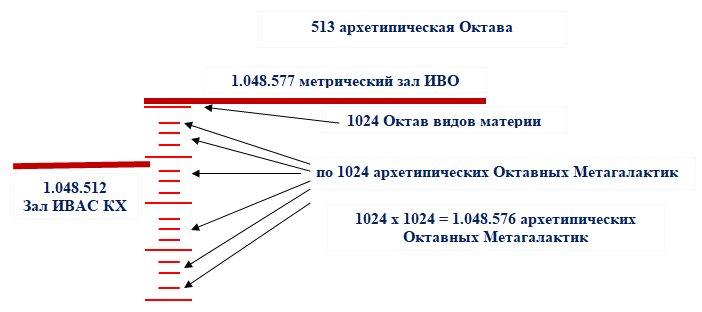 513 архетипическая Октава
1.048.577 метрический зал ИВО
1024 Октав видов материи
по 1024 архетипических Октавных Метагалактик
1.048.512
Зал ИВАС КХ
1024 х 1024 = 1.048.576 архетипических
Октавных Метагалактик